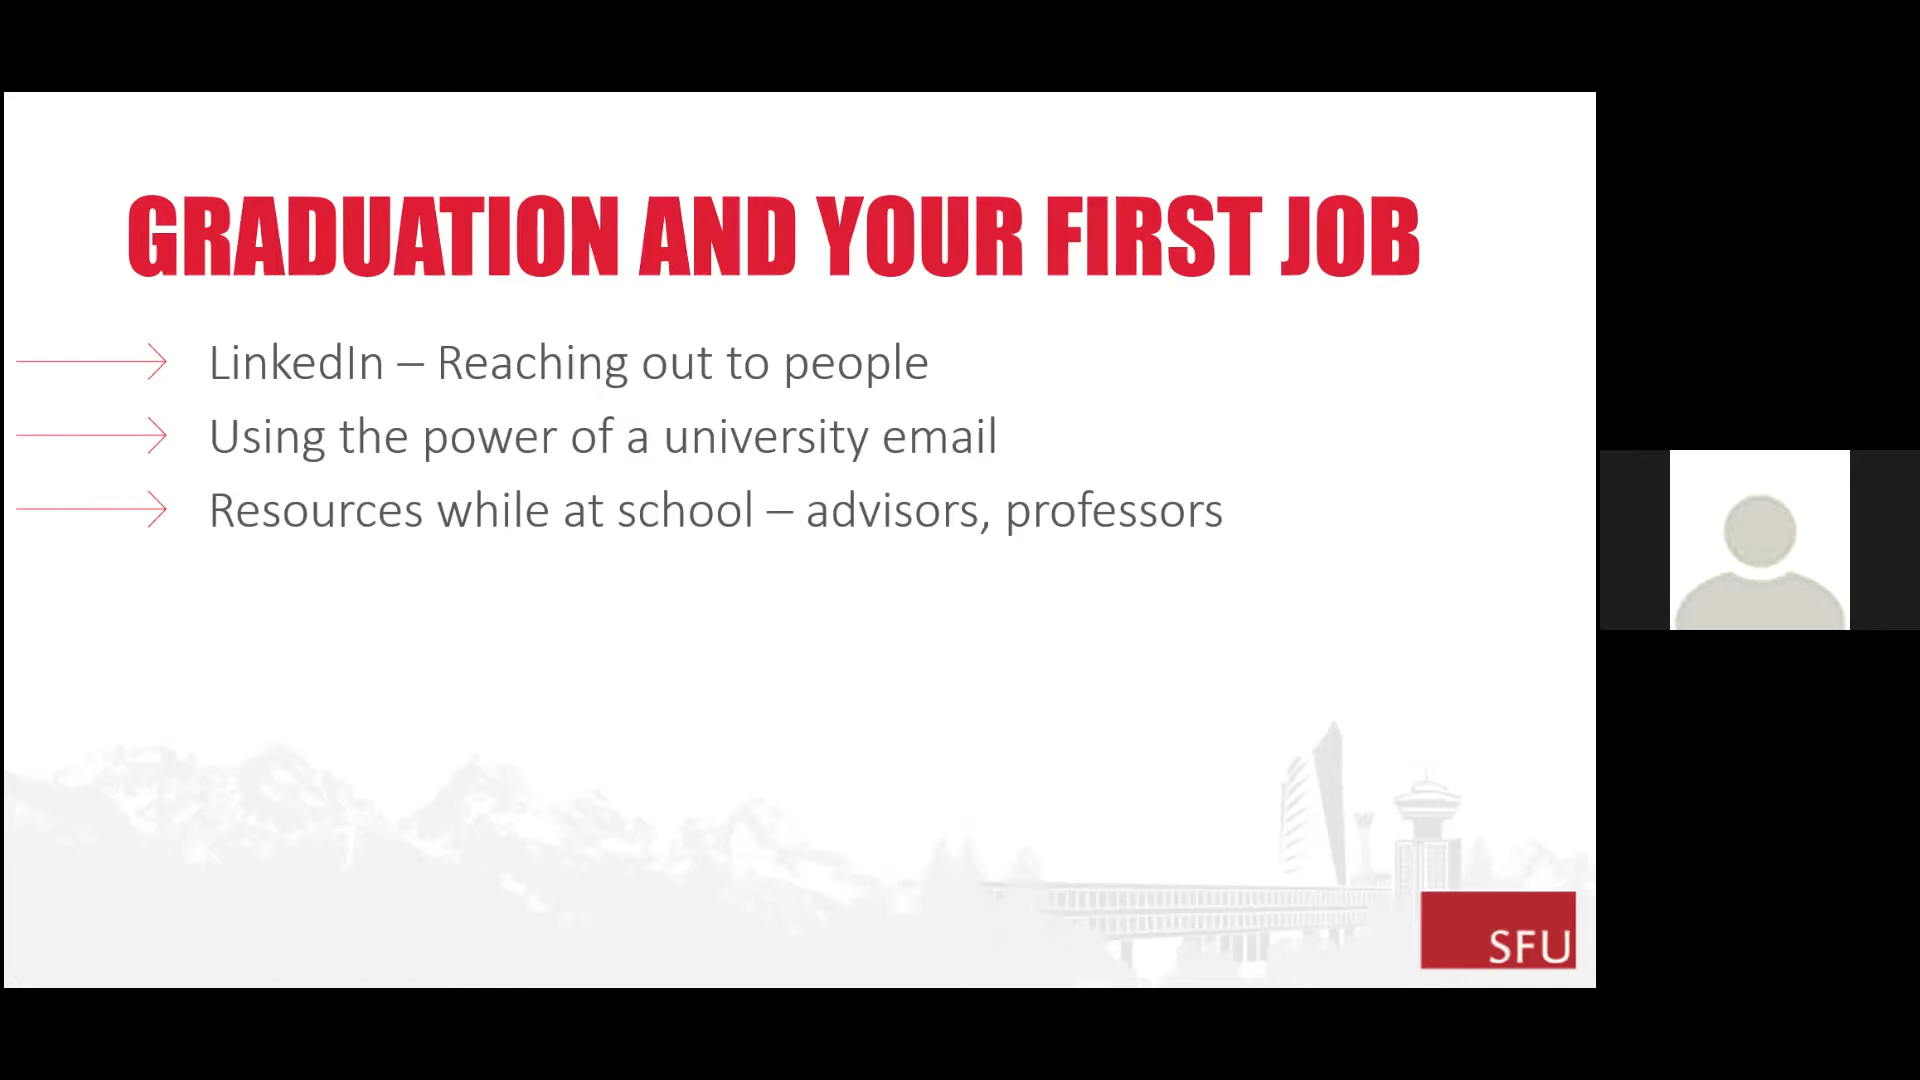 GRADUATION AND YOUR FIRST JOB
LinkedIn – Reaching out to people
Using the power of a university email
Resources while at school – advisors, professors
SFU